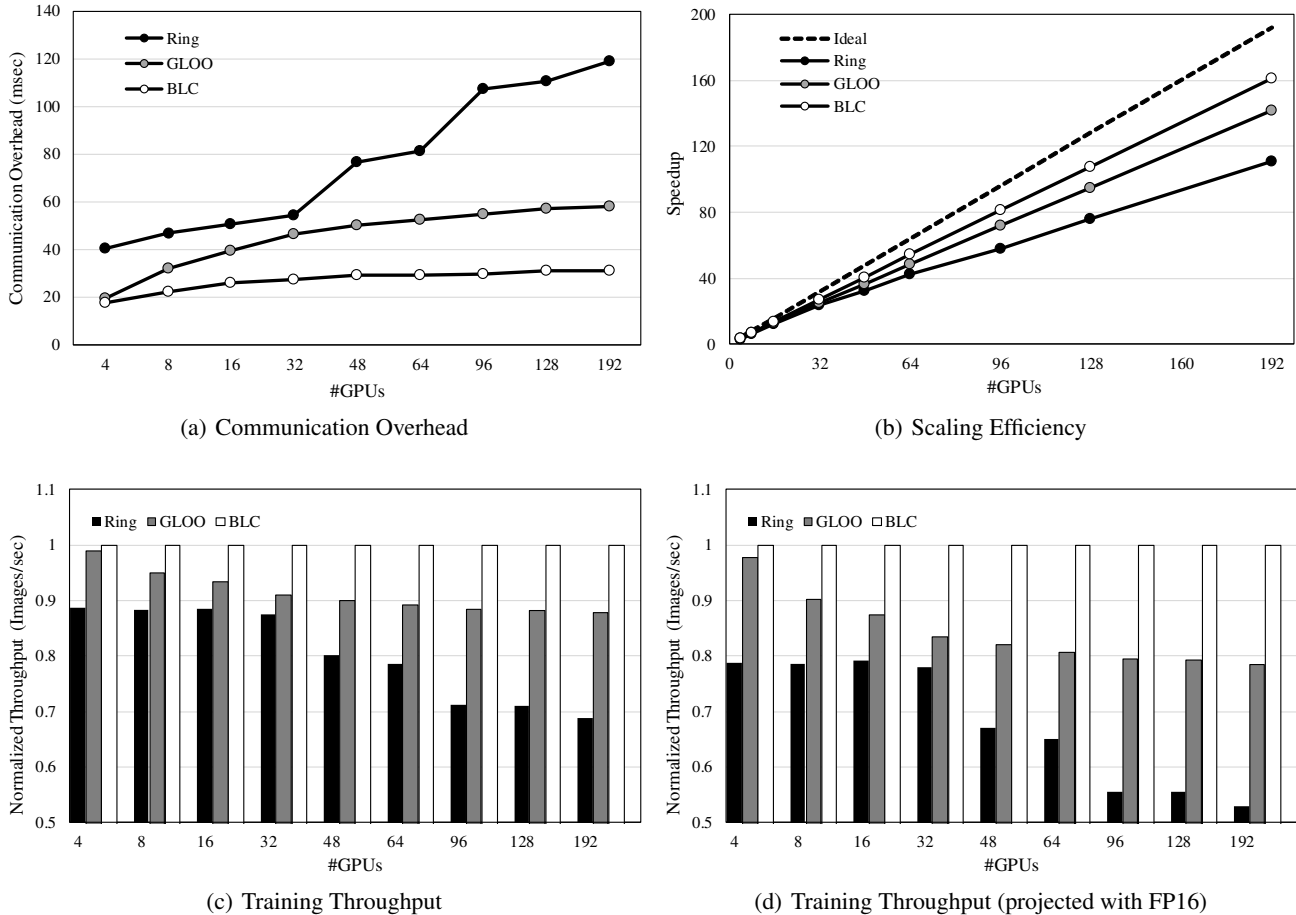 140
120
100
80
60
40
20
0
Communication Overhead (msec)
Ring
GLOO
BLC
4 8 16 32 48 64 96 128 192
#GPUs
(a) Communication Overhead
200
160
120
80
40
0
Speedup
Ideal
Ring
GLOO
BLC
0 32 64 96 128 160 192
#GPUs
(b) Scaling Efficiency
1.1
1
0.9
0.8
0.7
0.6
0.5
Normalized Throughput (Images/sec)
Ring GLOO BLC
4 8 16 32 48 64 96 128 192
#GPUs
(c) Training Throughput
1.1
1
0.9
0.8
0.7
0.6
0.5
Normalized Throughput (Images/sec)
Ring GLOO BLC
4 8 16 32 48 64 96 128 192
#GPUs
(d) Training Throughput (projected with FP16)